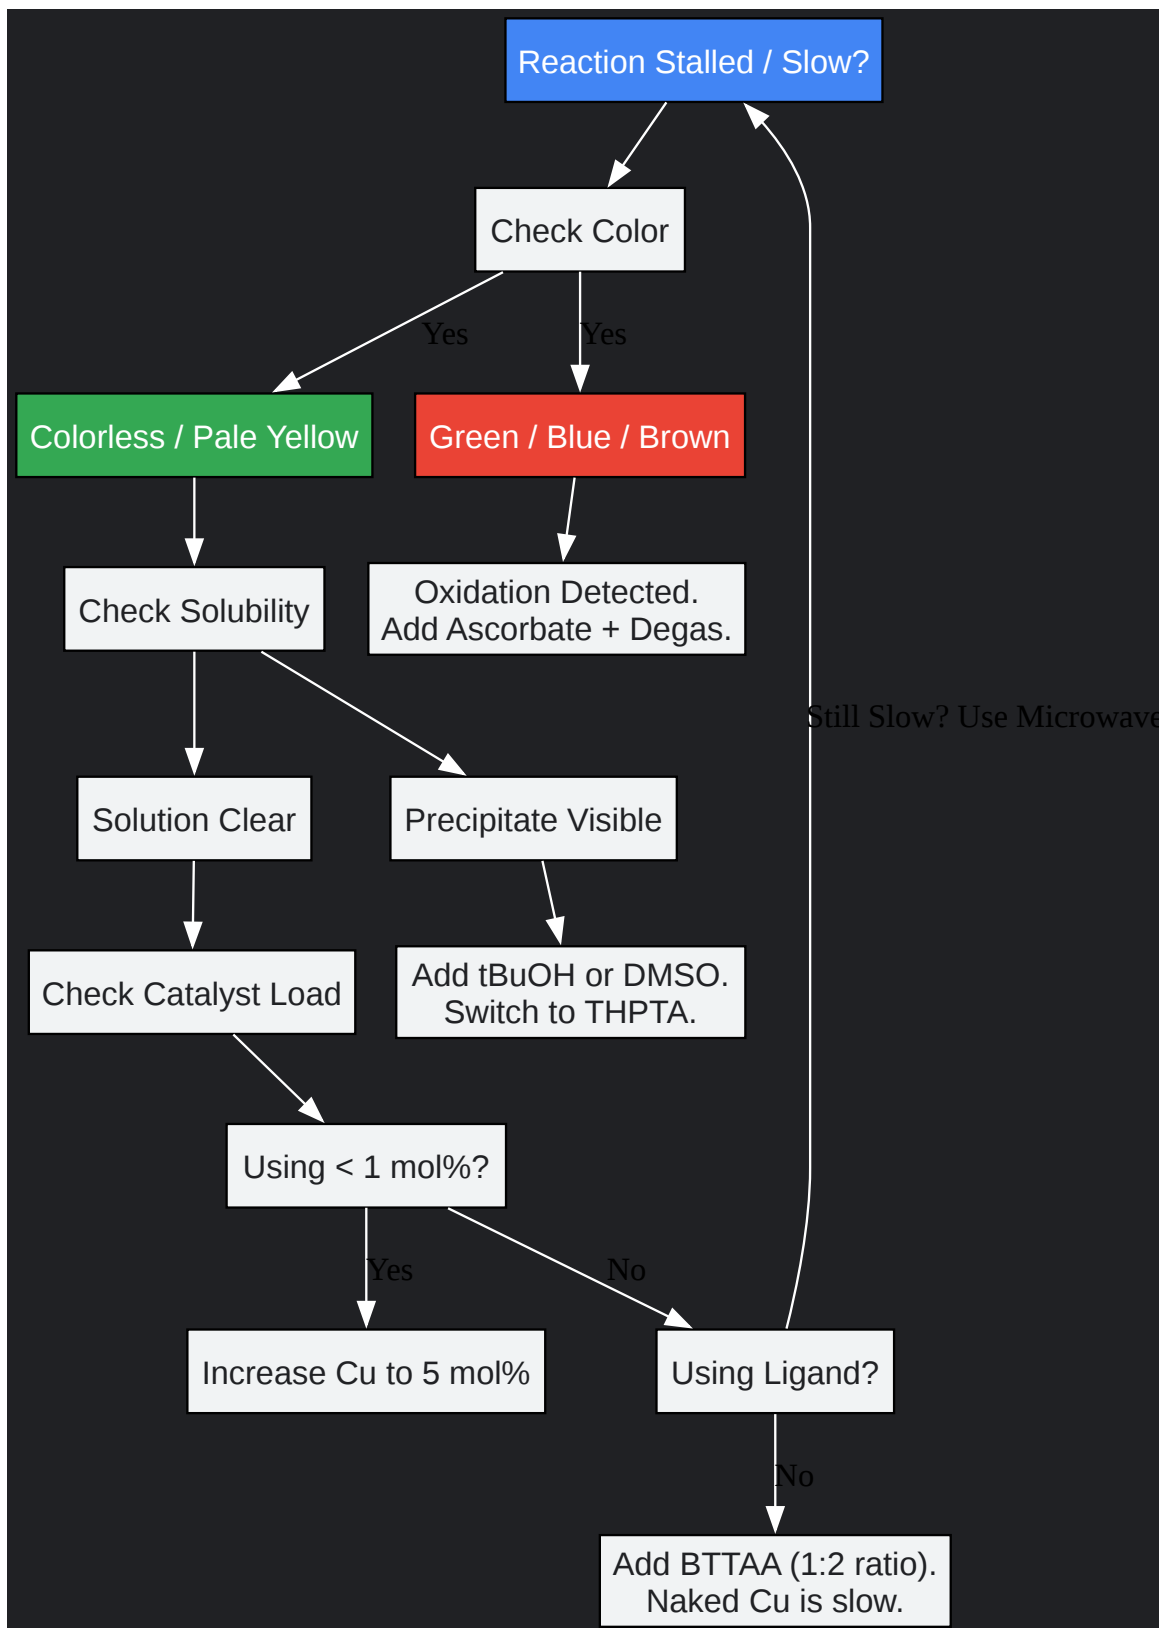 Reaction Stalled / Slow?
Check Color
Yes
Yes
Colorless / Pale Yellow
Green / Blue / Brown
Check Solubility
Oxidation Detected.
Add Ascorbate + Degas.
Still Slow? Use Microwave
Solution Clear
Precipitate Visible
Check Catalyst Load
Add tBuOH or DMSO.
Switch to THPTA.
Using < 1 mol%?
Yes
No
Increase Cu to 5 mol%
Using Ligand?
No
Add BTTAA (1:2 ratio).
Naked Cu is slow.